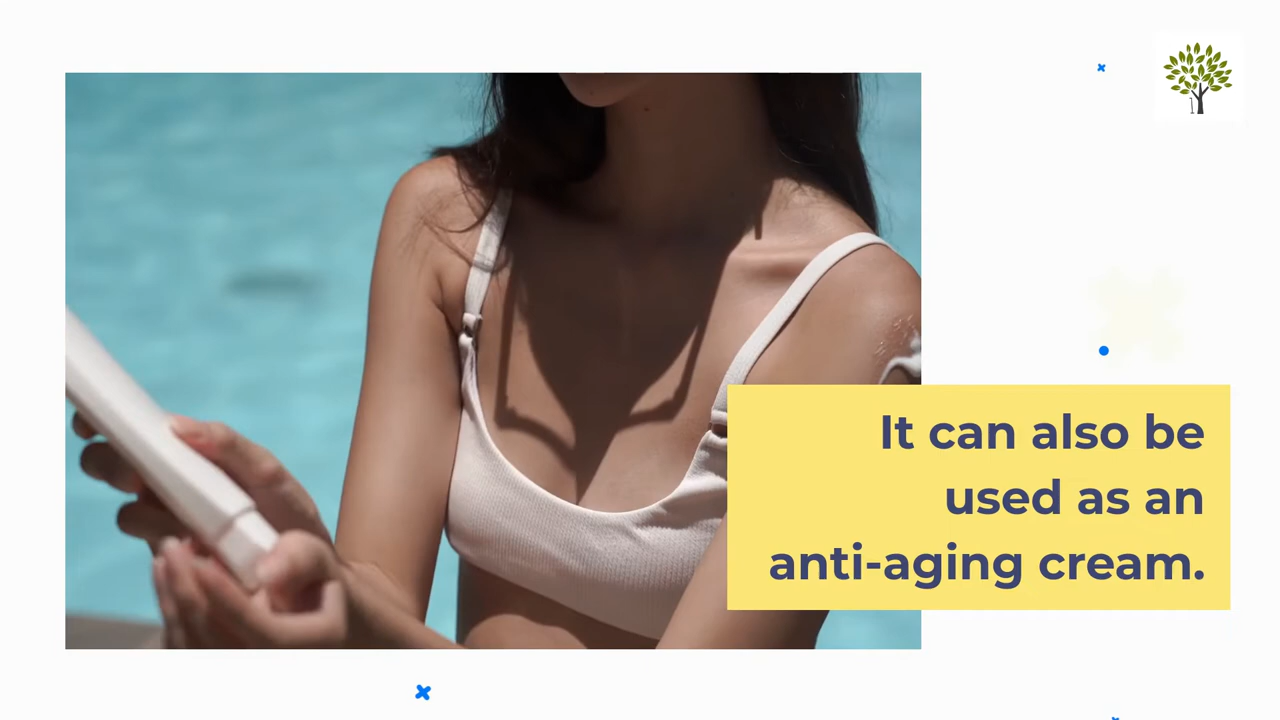 It can also be
used as an
anti-aging cream.